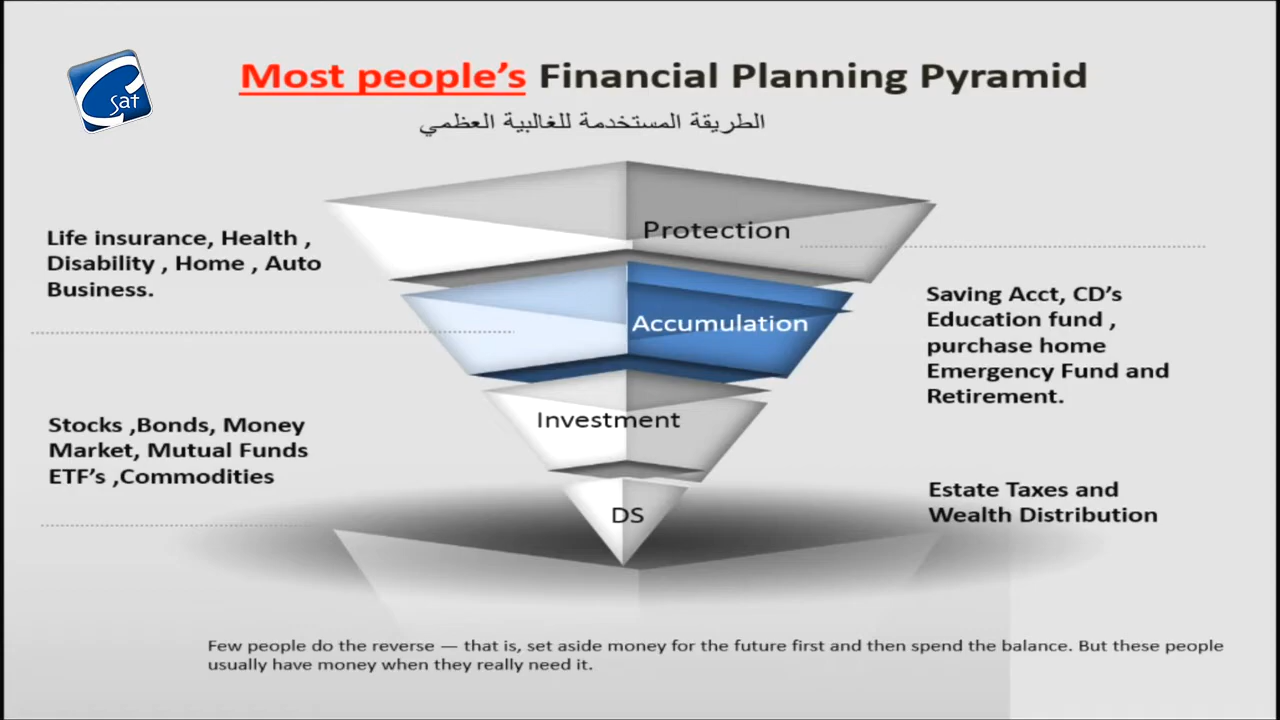 Sat
Most people's Financial Planning Pyramid
الطريقة المستخدمة للغالبية العظمي
Protection
Life insurance, Health ,
Disability , Home , Auto
Business.
Saving Acct, CD's
Education fund ,
purchase home
Emergency Fund and
Retirement.
Accumulation
Investment
Stocks ,Bonds, Money
Market, Mutual Funds
ETF's ,Commodities
Estate Taxes and
Wealth Distribution
DS
Few people do the reverse — that is, set aside money for the future first and then spend the balance. But these people
usually have money when they really need it.